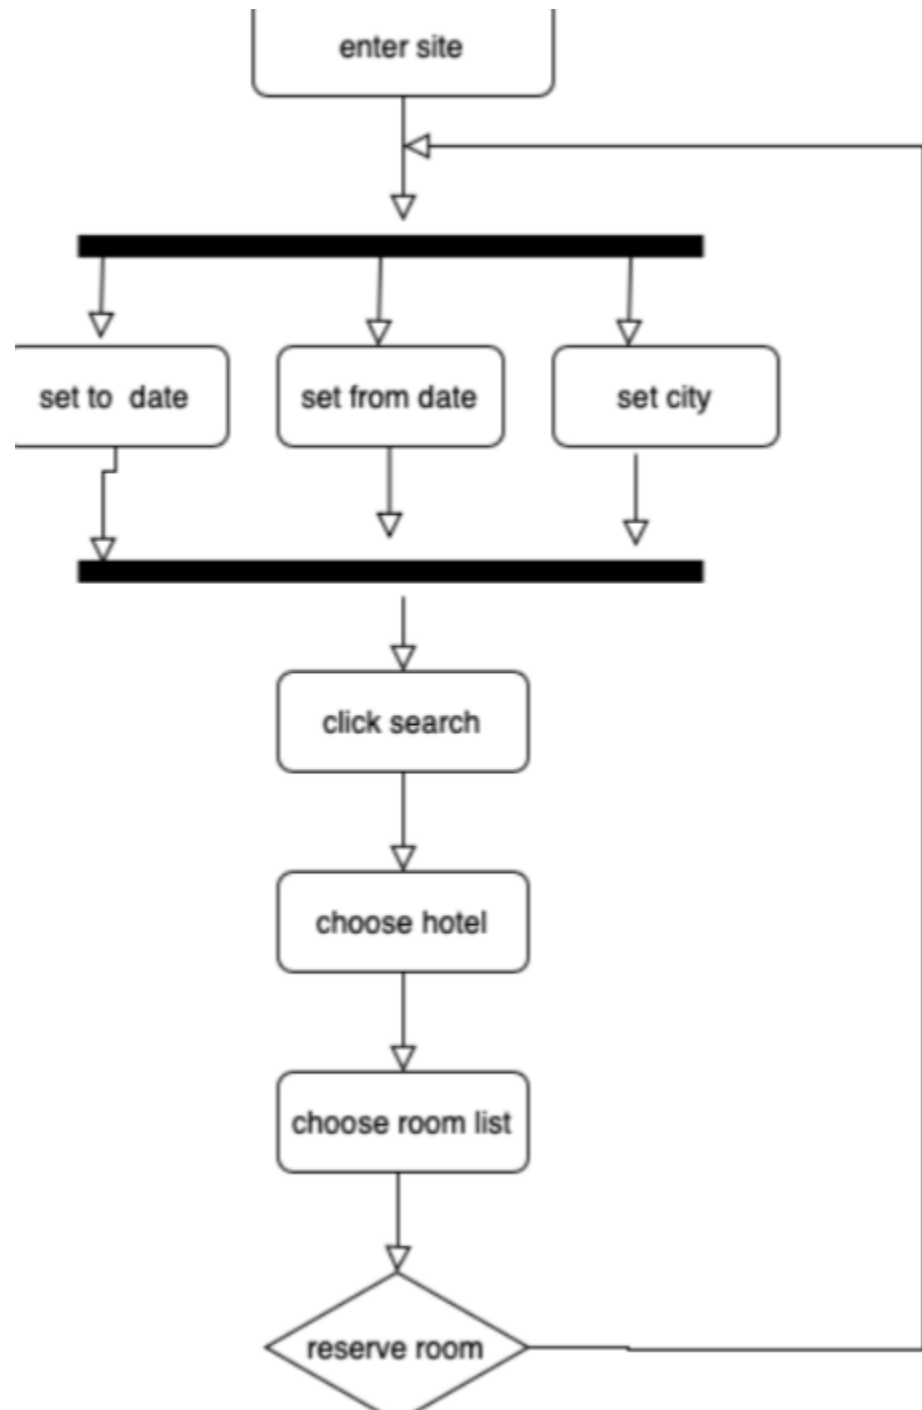 enter site
set to  date
set from date
set city
click search
choose hotel
choose room list
reserve room